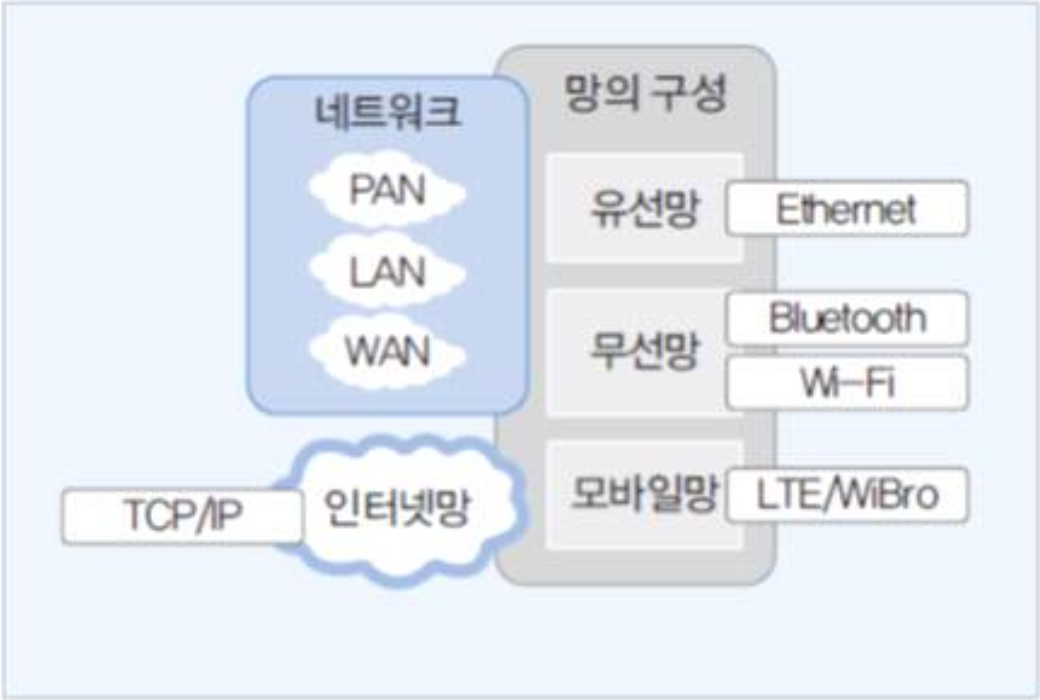 네트워크
PAN
LAN
WAN
망의 구성
유선망
Ethernet
무선망
Bluetooth
Wi-Fi
모바일망
LTE/WiBro
TCP/IP
인터넷망